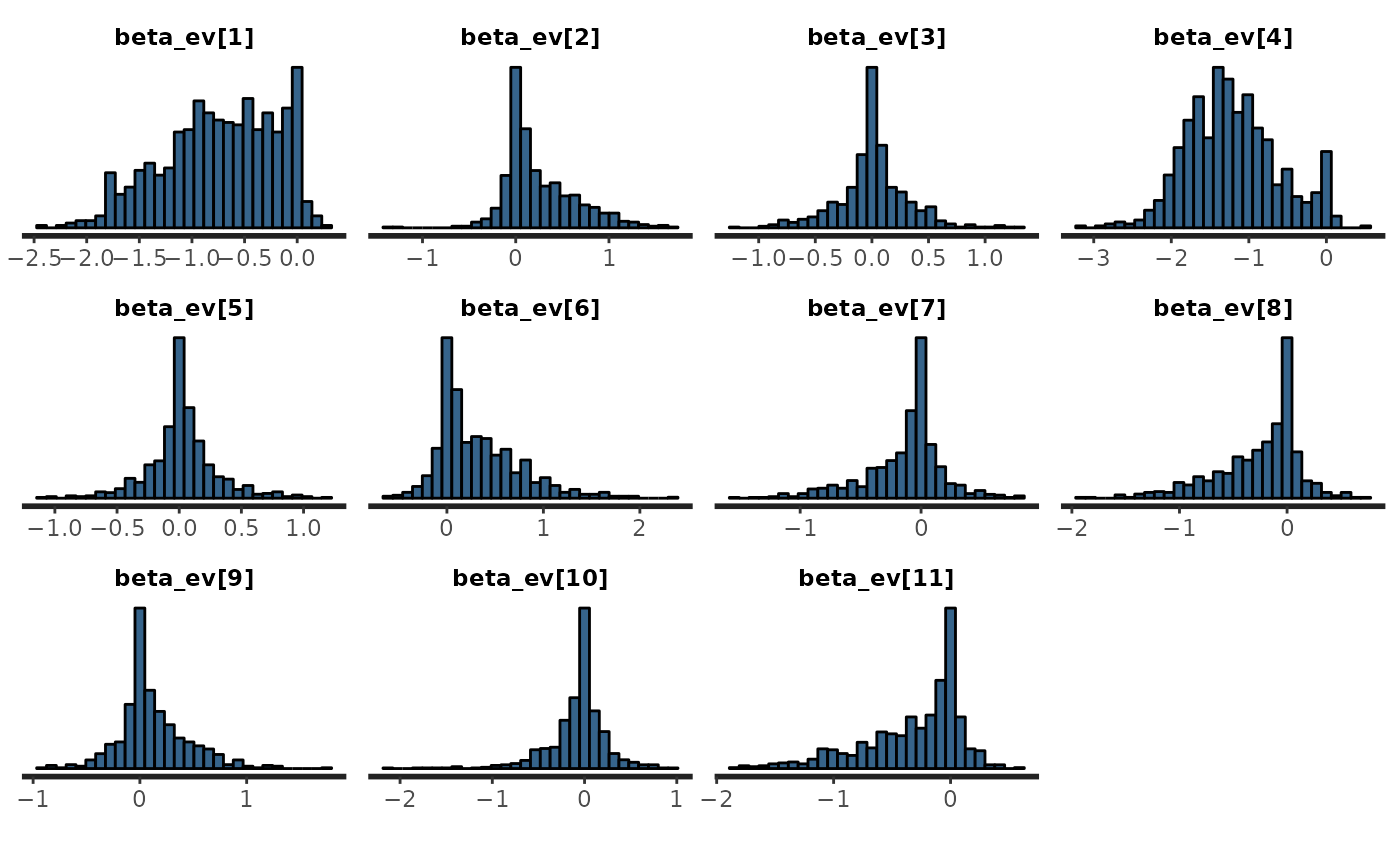 beta_ev[1] beta_ev[2] beta_ev[3] beta_ev[4]
−2.5 −2.0 −1.5 −1.0 −0.5 0.0 −1 0 1 −1.0 −0.5 0.0 0.5 1.0 −3 −2 −1 0
beta_ev[5] beta_ev[6] beta_ev[7] beta_ev[8]
−1.0 −0.5 0.0 0.5 1.0 0 1 2 −1 0 −2 −1 0
beta_ev[9] beta_ev[10] beta_ev[11]
−1 0 1 −2 −1 0 1 −2 −1 0